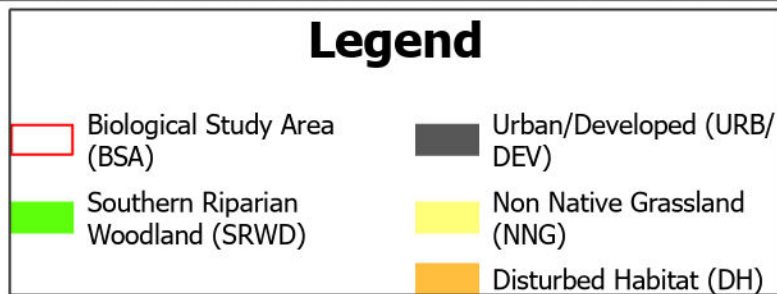 Legend
Biological Study Area
(BSA)
Southern Riparian
Woodland (SRWD)
Urban/Developed (URB/
DEV)
Non Native Grassland
(NNG)
Disturbed Habitat (DH)